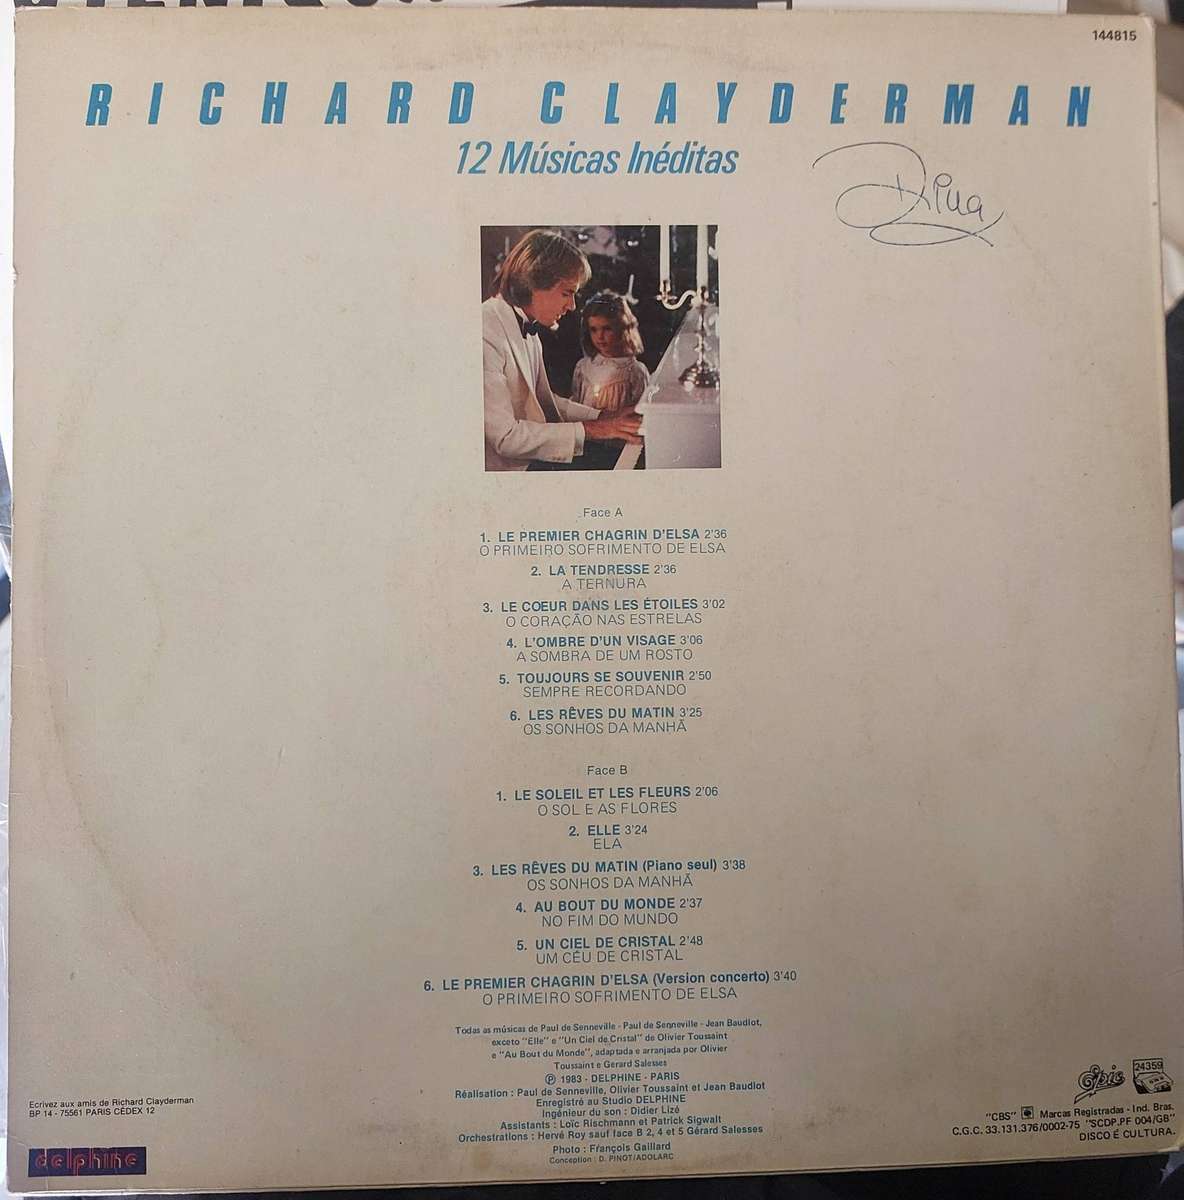 144815
RICHARD CLAYDERMAN
12 Músicas Inéditas
Dina
Face A
1. LE PREMIER CHAGRIN D'ELSA 2'36
O PRIMEIRO SOFRIMENTO DE ELSA
2. LA TENDRESSE 2'36
A TERNURA
3. LE COEUR DANS LES ÉTOILES 3'02
O CORAÇÃO NAS ESTRELAS
4. L'OMBRE D'UN VISAGE 3'06
A SOMBRA DE UM ROSTO
5. TOUJOURS SE SOUVENIR 2'50
SEMPRE RECORDANDO
6. LES RÊVES DU MATIN 3'25
OS SONHOS DA MANHÃ
Face B
1. LE SOLEIL ET LES FLEURS 2'06
O SOL E AS FLORES
2. ELLE 3'24
ELA
3. LES RÊVES DU MATIN (Piano seul) 3'38
OS SONHOS DA MANHÃ
4. AU BOUT DU MONDE 2'37
NO FIM DO MUNDO
5. UN CIEL DE CRISTAL 2'48
UM CÉU DE CRISTAL
6. LE PREMIER CHAGRIN D'ELSA (Version concerto) 3'40
O PRIMEIRO SOFRIMENTO DE ELSA
Todas as músicas de Paul de Senneville - Paul de Senneville - Jean Baudlot,
exceto "Elle" e "Un Ciel de Cristal" de Olivier Toussaint
e "Au Bout du Monde", adaptada e arranjada por Olivier
Toussaint e Gerard Salesses
Ⓟ 1983 - DELPHINE - PARIS
Réalisation : Paul de Senneville, Olivier Toussaint et Jean Baudlot
Enregistré au Studio DELPHINE
Ingénieur du son : Didier Lizé
Assistants : Loïc Rischmann et Patrick Sigwalt
Orchestrations : Hervé Roy sauf face B 2, 4 et 5 Gérard Salesses
Photo : François Gaillard
Conception : D. PINOT/ADOLARC
Ecrivez aux amis de Richard Clayderman
BP 14 - 75561 PARIS CÉDEX 12
delphine
Epic
24359
"CBS" Marcas Registradas - Ind. Bras.
C.G.C. 33.131.376/0002-75 "SCDP.PF 004/GB"
DISCO É CULTURA.